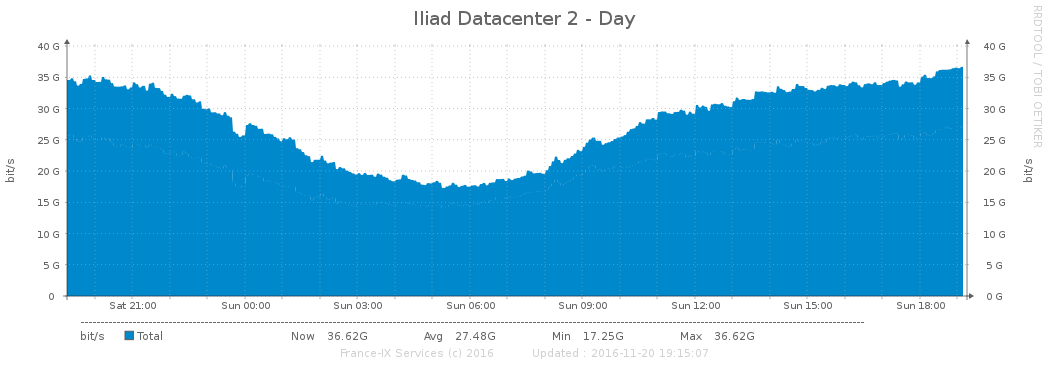 Iliad Datacenter 2 - Day
RRDTOOL / TOBI OETIKER
40 G 40 G
35 G 35 G
30 G 30 G
25 G 25 G
20 G 20 G
15 G 15 G
10 G 10 G
5 G 5 G
0 0 G
bit/s
bit/s
Sat 21:00 Sun 00:00 Sun 03:00 Sun 06:00 Sun 09:00 Sun 12:00 Sun 15:00 Sun 18:00
bit/s Total Now 36.62G Avg 27.48G Min 17.25G Max 36.62G
France-IX Services (c) 2016 Updated : 2016-11-20 19:15:07